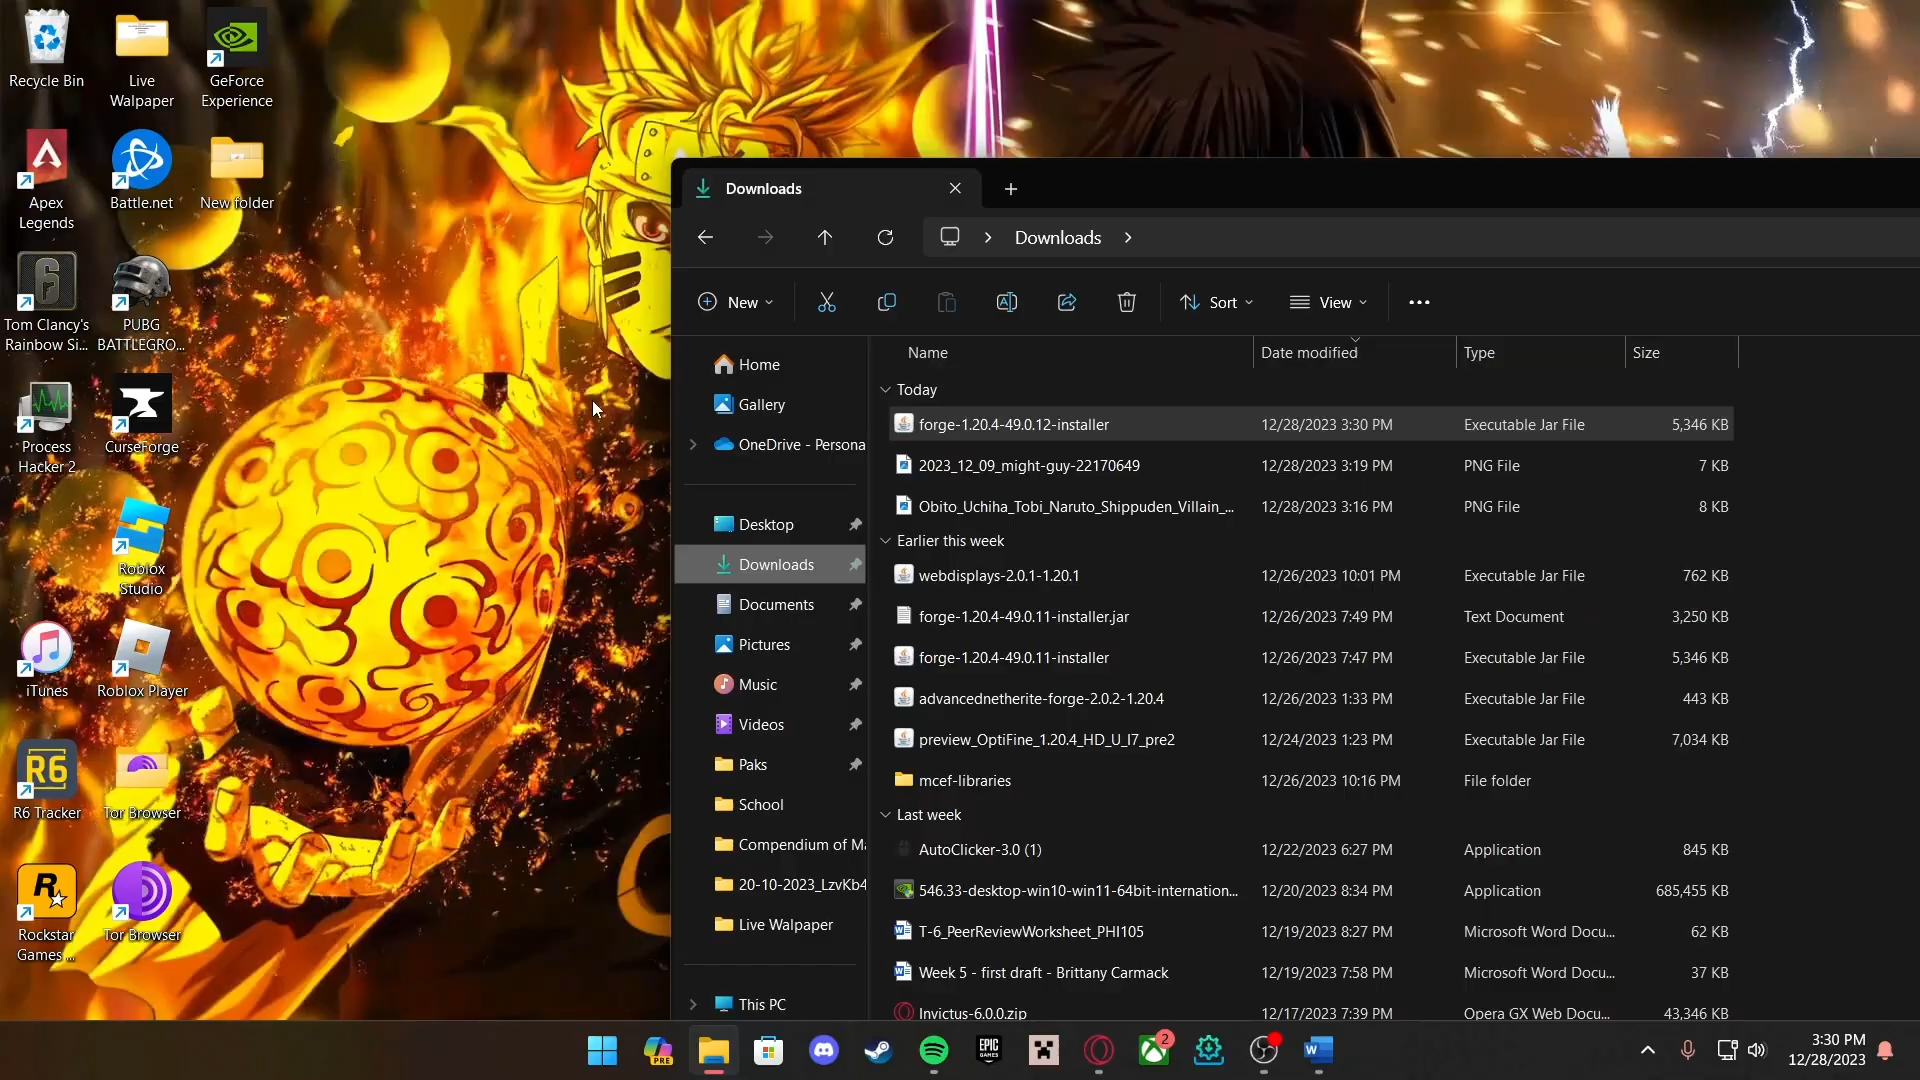 Recycle Bin
Live
Walpaper
GeForce
Experience
Apex
Legends
Battle.net
New folder
Tom Clancy's
Rainbow Si...
PUBG
BATTLEGRO...
Process
Hacker 2
CurseForge
Roblox
Studio
iTunes
Roblox Player
R6
R6 Tracker
Tor Browser
Rockstar
Games ...
Tor Browser
Downloads
Downloads
New
Sort
View
Name
Date modified
Type
Size
Home
Gallery
OneDrive - Persona
Desktop
Downloads
Documents
Pictures
Music
Videos
Paks
School
Compendium of Ma
20-10-2023_LzvKb4
Live Walpaper
This PC
Today
forge-1.20.4-49.0.12-installer 12/28/2023 3:30 PM Executable Jar File 5,346 KB
2023_12_09_might-guy-22170649 12/28/2023 3:19 PM PNG File 7 KB
Obito_Uchiha_Tobi_Naruto_Shippuden_Villain_... 12/28/2023 3:16 PM PNG File 8 KB
Earlier this week
webdisplays-2.0.1-1.20.1 12/26/2023 10:01 PM Executable Jar File 762 KB
forge-1.20.4-49.0.11-installer.jar 12/26/2023 7:49 PM Text Document 3,250 KB
forge-1.20.4-49.0.11-installer 12/26/2023 7:47 PM Executable Jar File 5,346 KB
advancednetherite-forge-2.0.2-1.20.4 12/26/2023 1:33 PM Executable Jar File 443 KB
preview_OptiFine_1.20.4_HD_U_I7_pre2 12/24/2023 1:23 PM Executable Jar File 7,034 KB
mcef-libraries 12/26/2023 10:16 PM File folder
Last week
AutoClicker-3.0 (1) 12/22/2023 6:27 PM Application 845 KB
546.33-desktop-win10-win11-64bit-internation... 12/20/2023 8:34 PM Application 685,455 KB
T-6_PeerReviewWorksheet_PHI105 12/19/2023 8:27 PM Microsoft Word Docu... 62 KB
Week 5 - first draft - Brittany Carmack 12/19/2023 7:58 PM Microsoft Word Docu... 37 KB
Invictus-6.0.0.zip 12/17/2023 7:39 PM Opera GX Web Docu... 43,346 KB
PRE
EPIC
GAMES
2
W
3:30 PM
12/28/2023